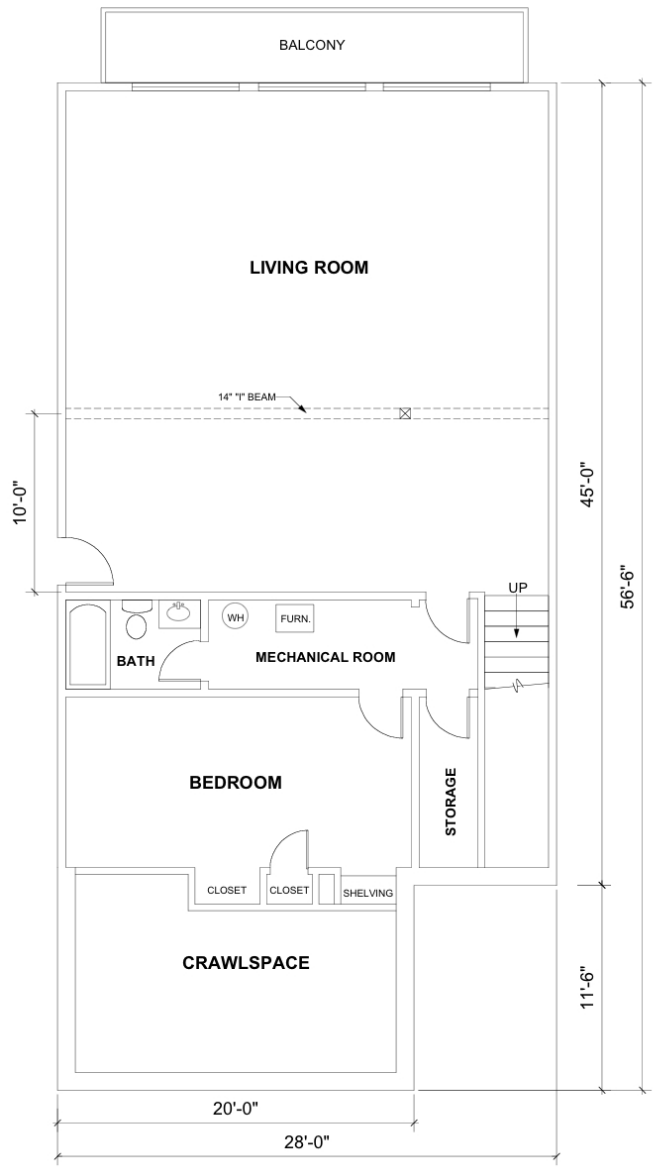 BALCONY
LIVING ROOM
14" "I" BEAM
10'-0"
45'-0"
56'-6"
UP
WH
FURN.
BATH
MECHANICAL ROOM
BEDROOM
STORAGE
CLOSET
CLOSET
SHELVING
CRAWLSPACE
11'-6"
20'-0"
28'-0"